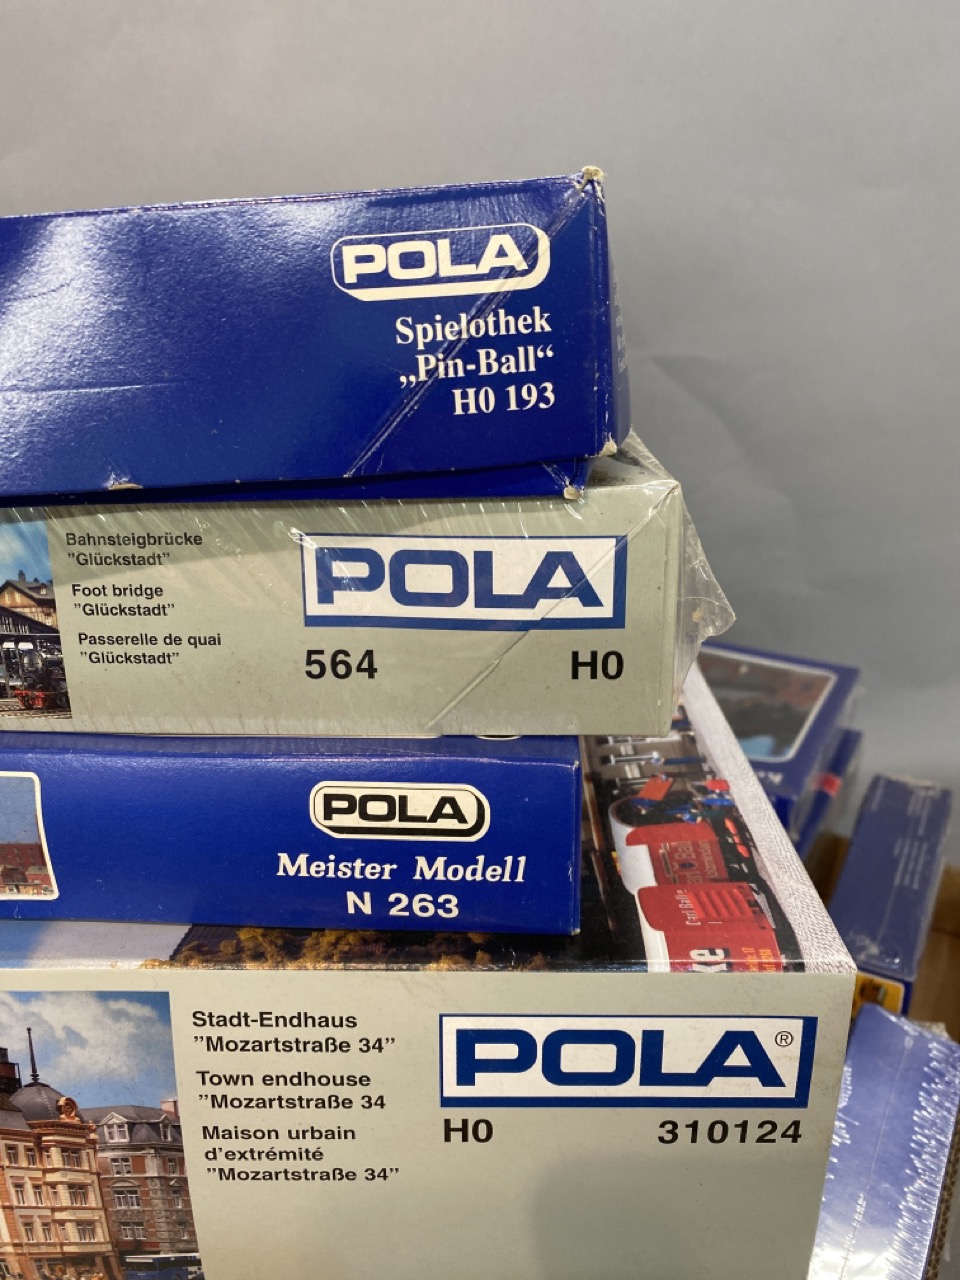 POLA
Spielothek
„Pin-Ball“
H0 193
Bahnsteigbrücke
"Glückstadt"
Foot bridge
"Glückstadt"
Passerelle de quai
"Glückstadt"
POLA
564 H0
POLA
Meister Modell
N 263
Carl Balle
Stadt-Endhaus
"Mozartstraße 34"
Town endhouse
"Mozartstraße 34
Maison urbain
d'extrémité
"Mozartstraße 34"
POLA®
H0 310124